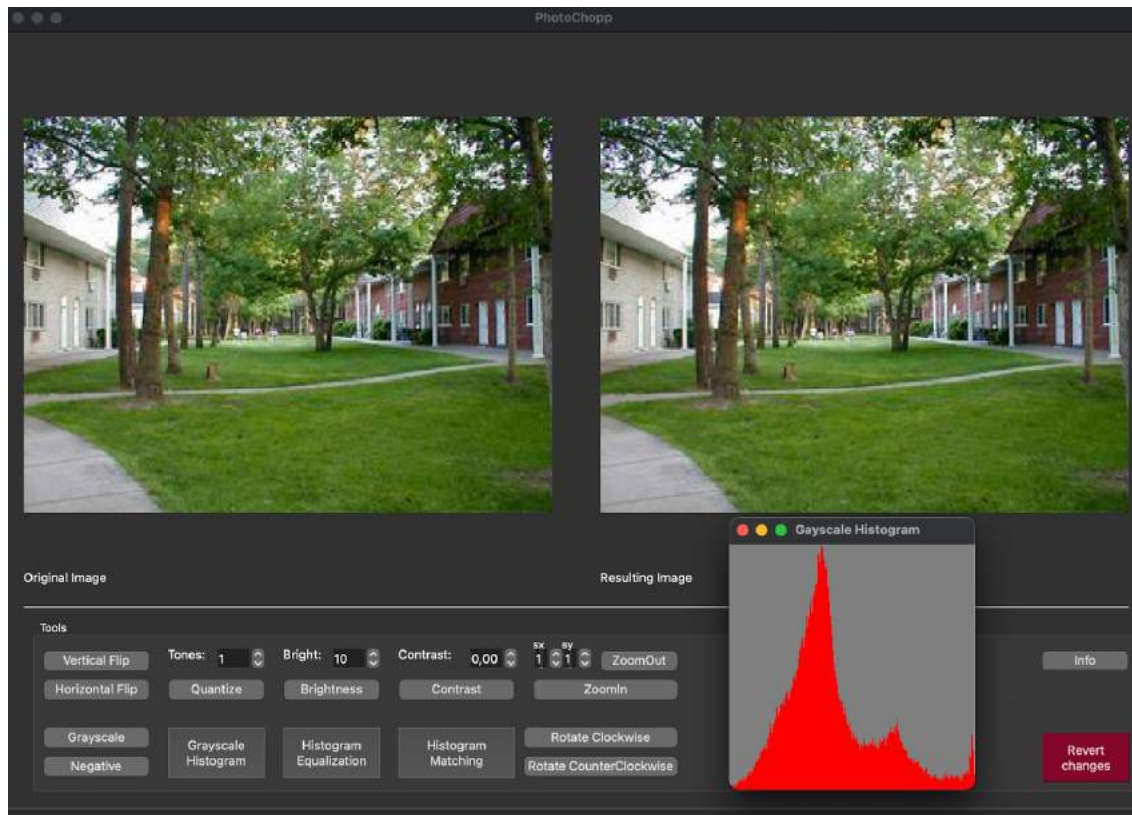 PhotoChopp
Gayscale Histogram
Original Image
Resulting Image
Tools
Vertical Flip
Tones: 1
Bright: 10
Contrast: 0,00
sx sy
1 1
ZoomOut
Info
Horizontal Flip
Quantize
Brightness
Contrast
ZoomIn
Grayscale
Negative
Grayscale
Histogram
Histogram
Equalization
Histogram
Matching
Rotate Clockwise
Rotate CounterClockwise
Revert
changes